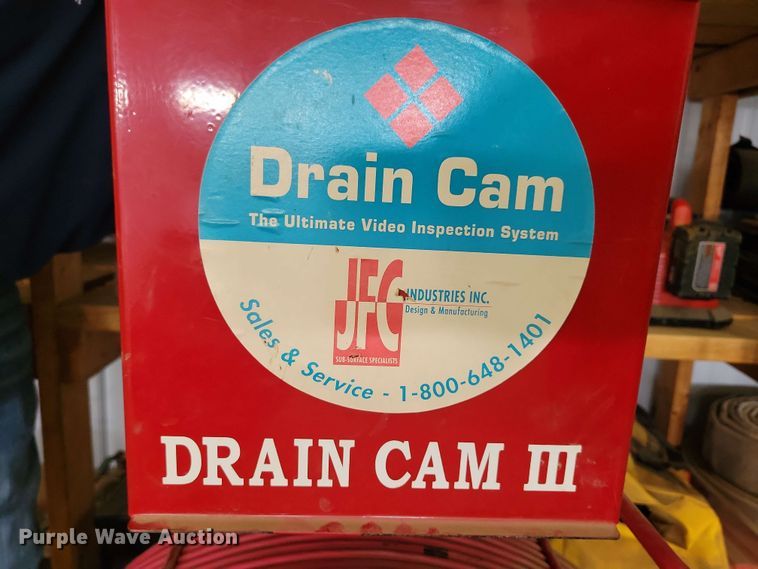 Drain Cam
The Ultimate Video Inspection System
JFC
INDUSTRIES INC.
Design & Manufacturing
SUB-SURFACE SPECIALISTS
Sales & Service - 1-800-648-1401
DRAIN CAM III
Purple Wave Auction